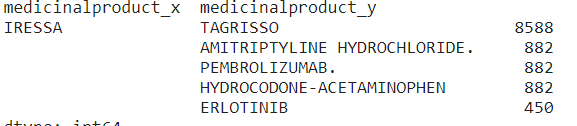 medicinalproduct_x medicinalproduct_y
IRESSA TAGRISSO 8588
AMITRIPTYLINE HYDROCHLORIDE. 882
PEMBROLIZUMAB. 882
HYDROCODONE-ACETAMINOPHEN 882
ERLOTINIB 450
dtype: int64